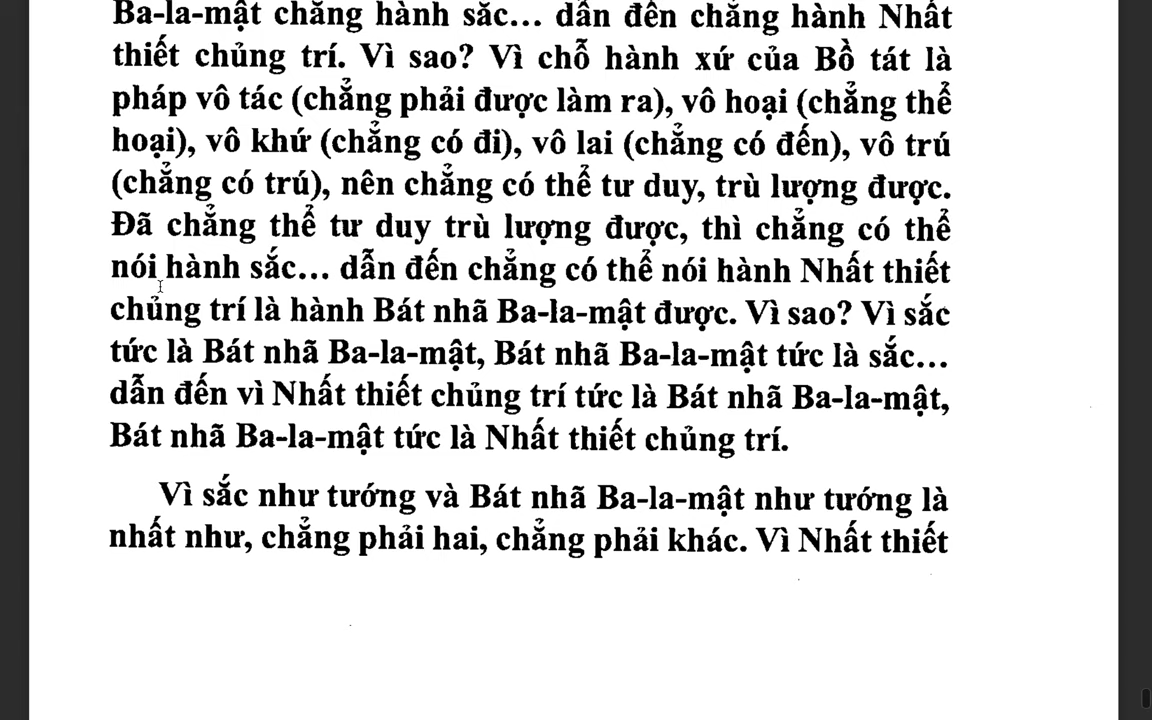 Ba-la-mật chẳng hành sắc... dẫn đến chẳng hành Nhất
thiết chủng trí. Vì sao? Vì chỗ hành xứ của Bồ tát là
pháp vô tác (chẳng phải được làm ra), vô hoại (chẳng thể
hoại), vô khứ (chẳng có đi), vô lai (chẳng có đến), vô trú
(chẳng có trú), nên chẳng có thể tư duy, trù lượng được.
Đã chẳng thể tư duy trù lượng được, thì chẳng có thể
nói hành sắc... dẫn đến chẳng có thể nói hành Nhất thiết
chủng trí là hành Bát nhã Ba-la-mật được. Vì sao? Vì sắc
tức là Bát nhã Ba-la-mật, Bát nhã Ba-la-mật tức là sắc...
dẫn đến vì Nhất thiết chủng trí tức là Bát nhã Ba-la-mật,
Bát nhã Ba-la-mật tức là Nhất thiết chủng trí.
Vì sắc như tướng và Bát nhã Ba-la-mật như tướng là
nhất như, chẳng phải hai, chẳng phải khác. Vì Nhất thiết